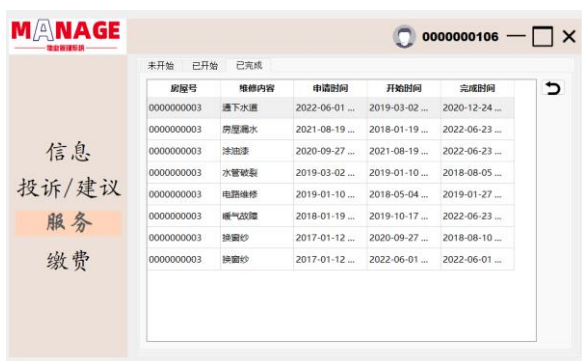 MANAGE
物业管理系统
0000000106
未开始 已开始 已完成
房屋号 维修内容 申请时间 开始时间 完成时间
0000000003 通下水道 2022-06-01 ... 2019-03-02 ... 2020-12-24 ...
0000000003 房屋漏水 2021-08-19 ... 2018-01-19 ... 2022-06-23 ...
0000000003 涂油漆 2020-09-27 ... 2021-08-19 ... 2022-06-23 ...
0000000003 水管破裂 2019-03-02 ... 2019-01-10 ... 2018-08-05 ...
0000000003 电路维修 2019-01-10 ... 2018-05-04 ... 2019-01-27 ...
0000000003 暖气故障 2018-01-19 ... 2019-10-17 ... 2022-06-23 ...
0000000003 换窗纱 2017-01-12 ... 2020-09-27 ... 2018-08-10 ...
0000000003 换窗纱 2017-01-12 ... 2022-06-01 ... 2022-06-01 ...
信息
投诉/建议
服务
缴费